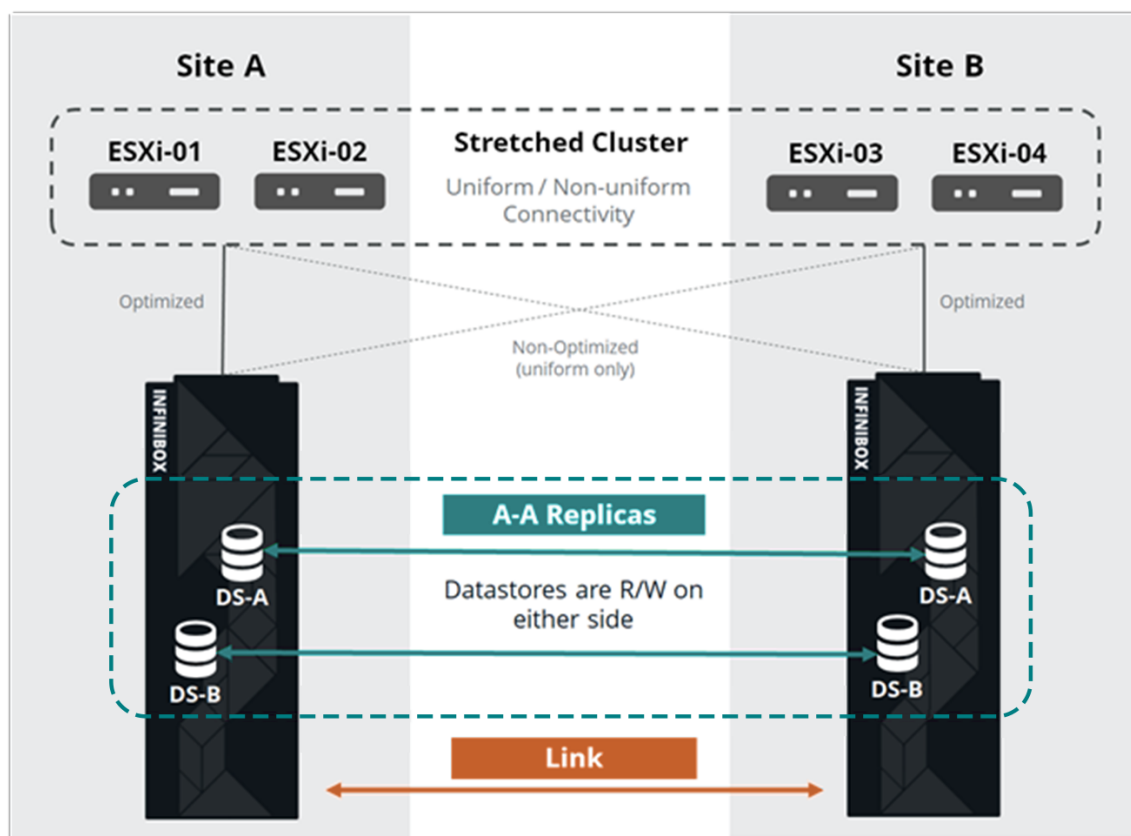 Site A
Site B
ESXi-01
ESXi-02
Stretched Cluster
ESXi-03
ESXi-04
Uniform / Non-uniform
Connectivity
Optimized
Optimized
Non-Optimized
(uniform only)
INFINIBOX
INFINIBOX
A-A Replicas
DS-A
DS-A
Datastores are R/W on
either side
DS-B
DS-B
Link